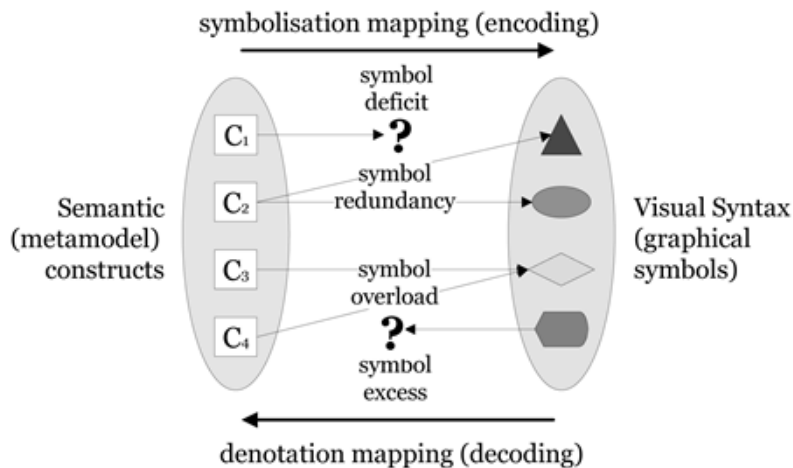 symbolisation mapping (encoding)
symbol
deficit
C1
?
C2
symbol
redundancy
Semantic
(metamodel)
constructs
Visual Syntax
(graphical
symbols)
C3
symbol
overload
C4
?
symbol
excess
denotation mapping (decoding)